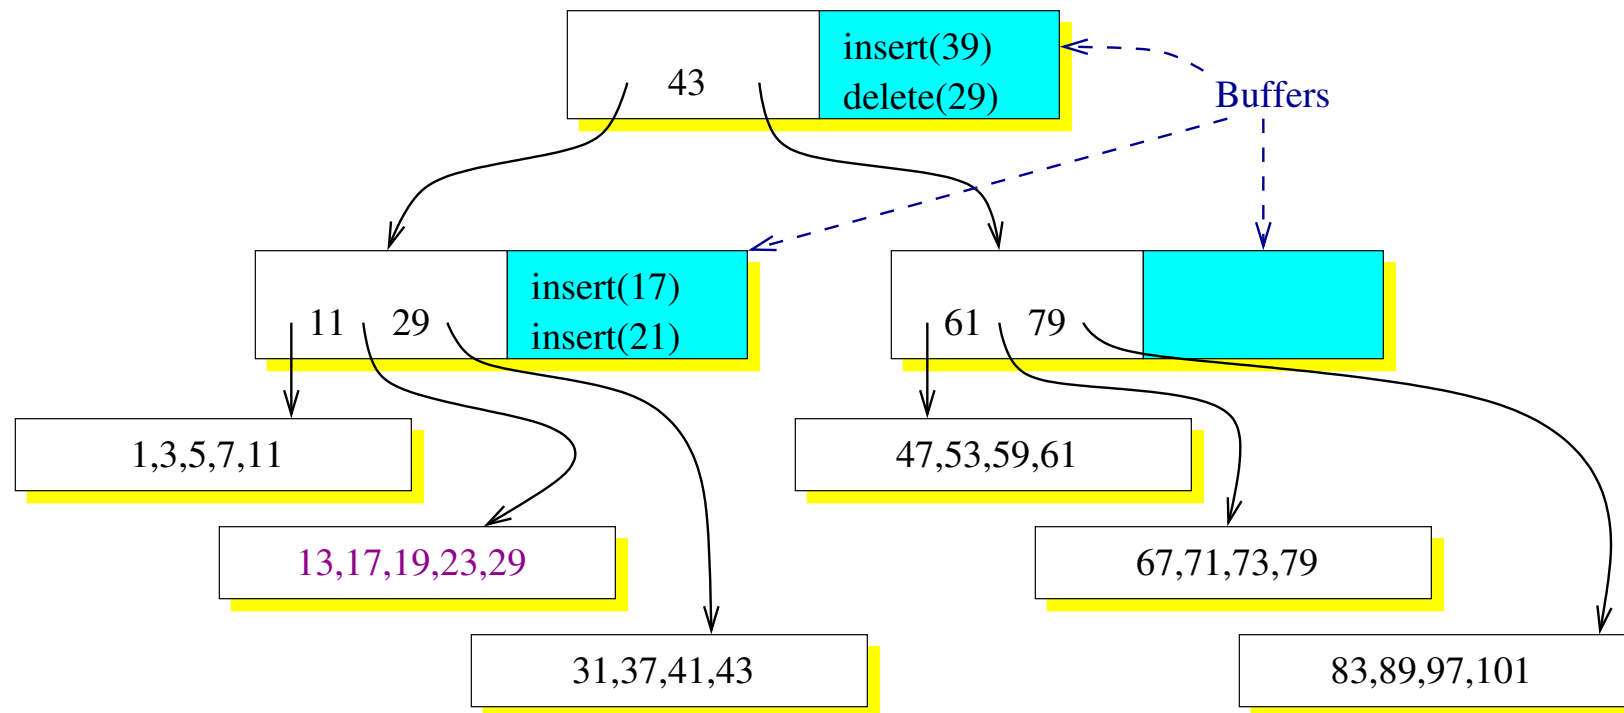 insert(39)
43
delete(29)
Buffers
insert(17)
11 29
insert(21)
61 79
1,3,5,7,11
47,53,59,61
13,17,19,23,29
67,71,73,79
31,37,41,43
83,89,97,101